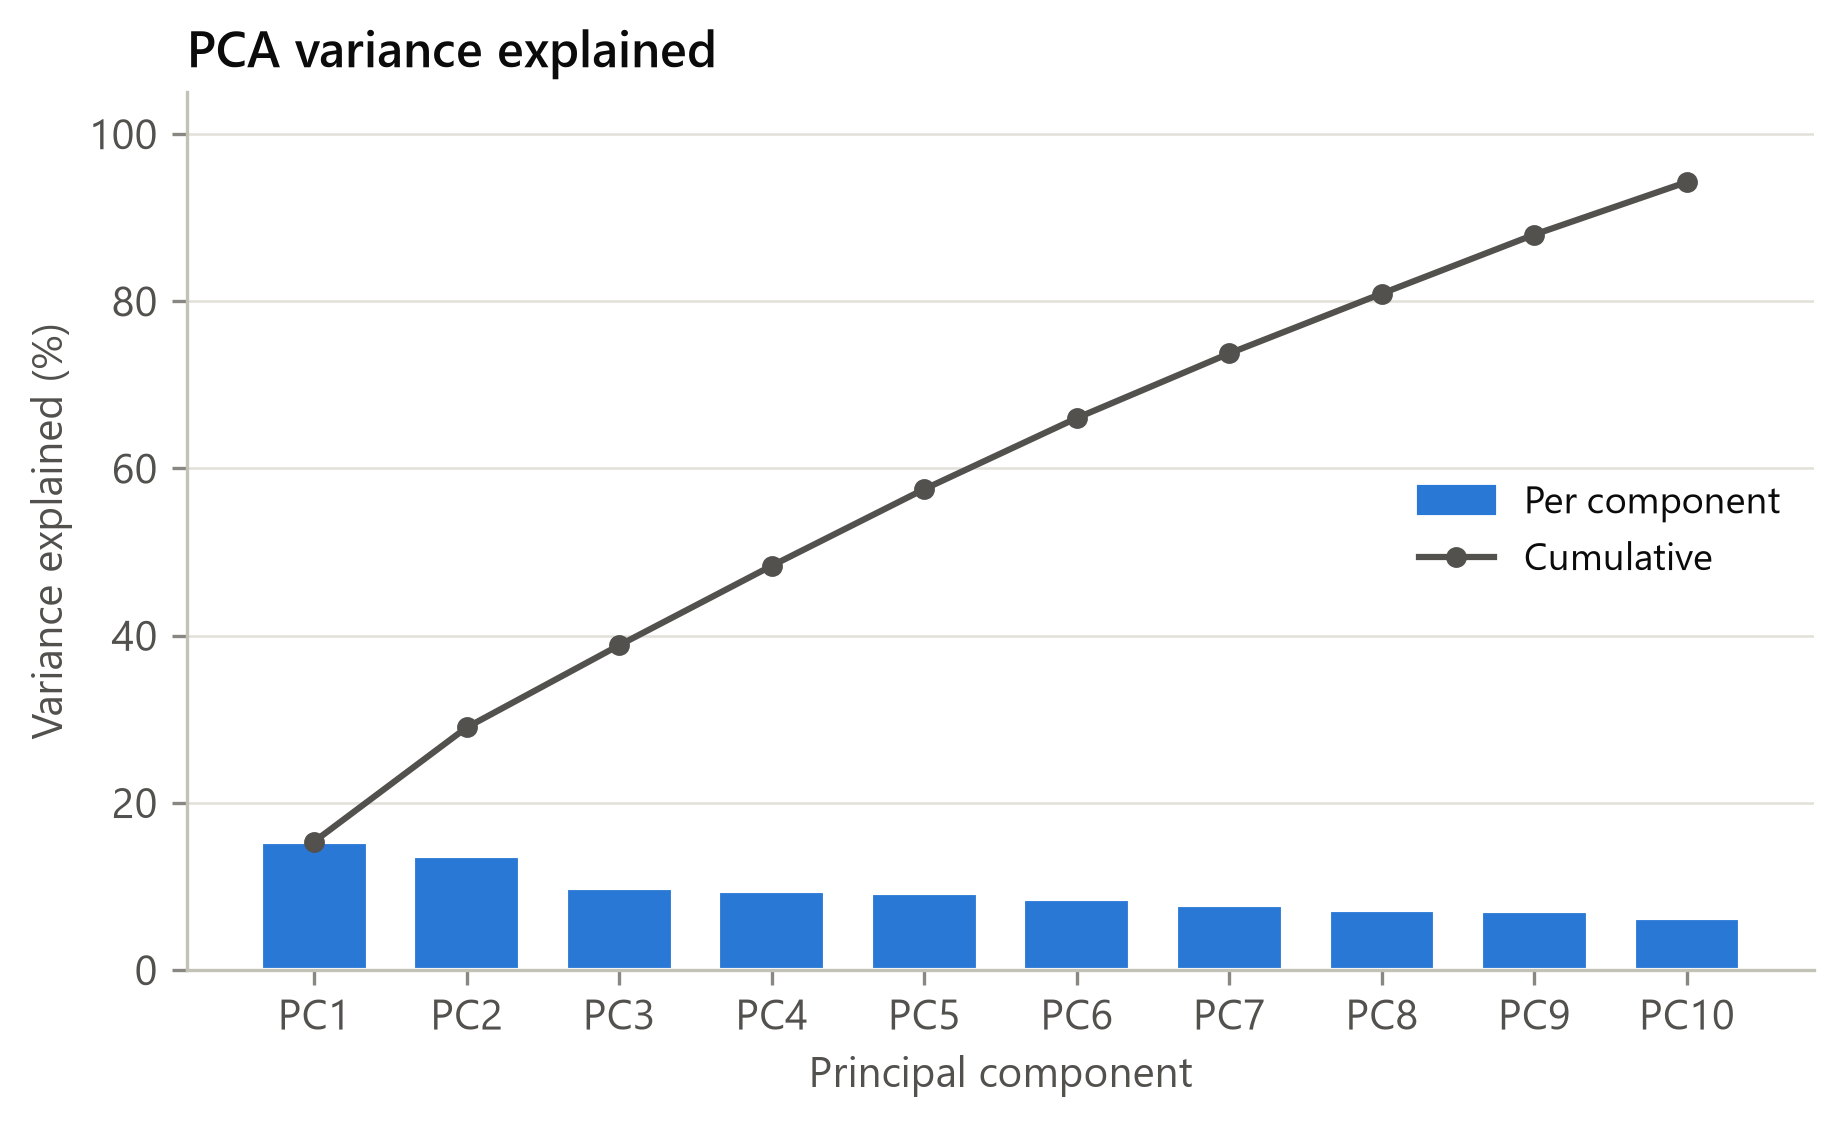 PCA variance explained
Variance explained (%)
100
80
60
40
20
0
Per component
Cumulative
PC1 PC2 PC3 PC4 PC5 PC6 PC7 PC8 PC9 PC10
Principal component